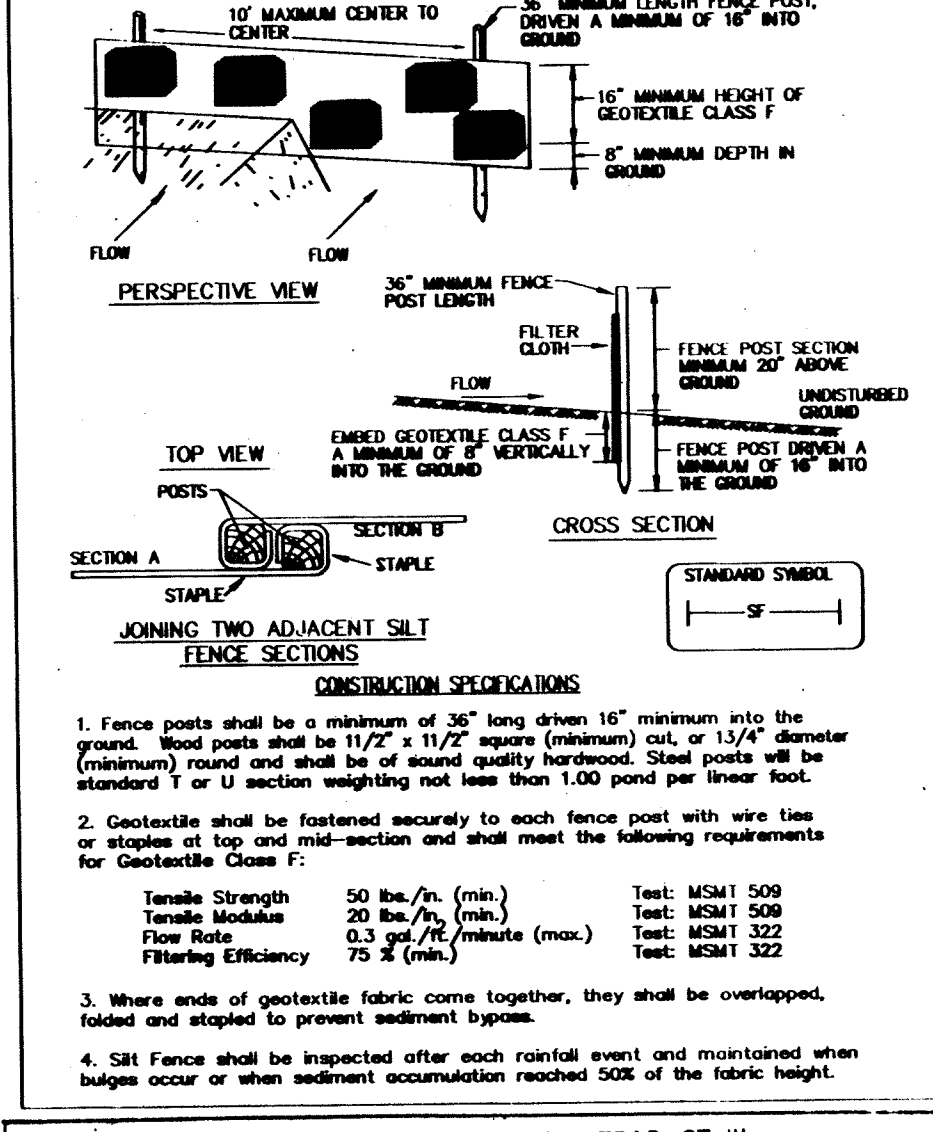 10' MAXIMUM CENTER TO
CENTER
36" MINIMUM LENGTH FENCE POST,
DRIVEN A MINIMUM OF 16" INTO
GROUND
16" MINIMUM HEIGHT OF
GEOTEXTILE CLASS F
8" MINIMUM DEPTH IN
GROUND
FLOW
FLOW
PERSPECTIVE VIEW
36" MINIMUM FENCE
POST LENGTH
FILTER
CLOTH
FENCE POST SECTION
MINIMUM 20" ABOVE
GROUND
FLOW
UNDISTURBED
GROUND
EMBED GEOTEXTILE CLASS F
A MINIMUM OF 8" VERTICALLY
INTO THE GROUND
FENCE POST DRIVEN A
MINIMUM OF 16" INTO
THE GROUND
CROSS SECTION
TOP VIEW
POSTS
SECTION B
SECTION A
STAPLE
STAPLE
JOINING TWO ADJACENT SILT
FENCE SECTIONS
STANDARD SYMBOL
SF
CONSTRUCTION SPECIFICATIONS
1. Fence posts shall be a minimum of 36" long driven 16" minimum into the
ground. Wood posts shall be 11/2" x 11/2" square (minimum) cut, or 13/4" diameter
(minimum) round and shall be of sound quality hardwood. Steel posts will be
standard T or U section weighting not less than 1.00 pond per linear foot.
2. Geotextile shall be fastened securely to each fence post with wire ties
or staples at top and mid-section and shall meet the following requirements
for Geotextile Class F:
Tensile Strength 50 lbs./in. (min.) Test: MSMT 509
Tensile Modulus 20 lbs./in. (min.) Test: MSMT 509
Flow Rate 0.3 gal./ft.²/minute (max.) Test: MSMT 322
Filtering Efficiency 75 % (min.) Test: MSMT 322
3. Where ends of geotextile fabric come together, they shall be overlapped,
folded and stapled to prevent sediment bypass.
4. Silt Fence shall be inspected after each rainfall event and maintained when
bulges occur or when sediment accumulation reached 50% of the fabric height.